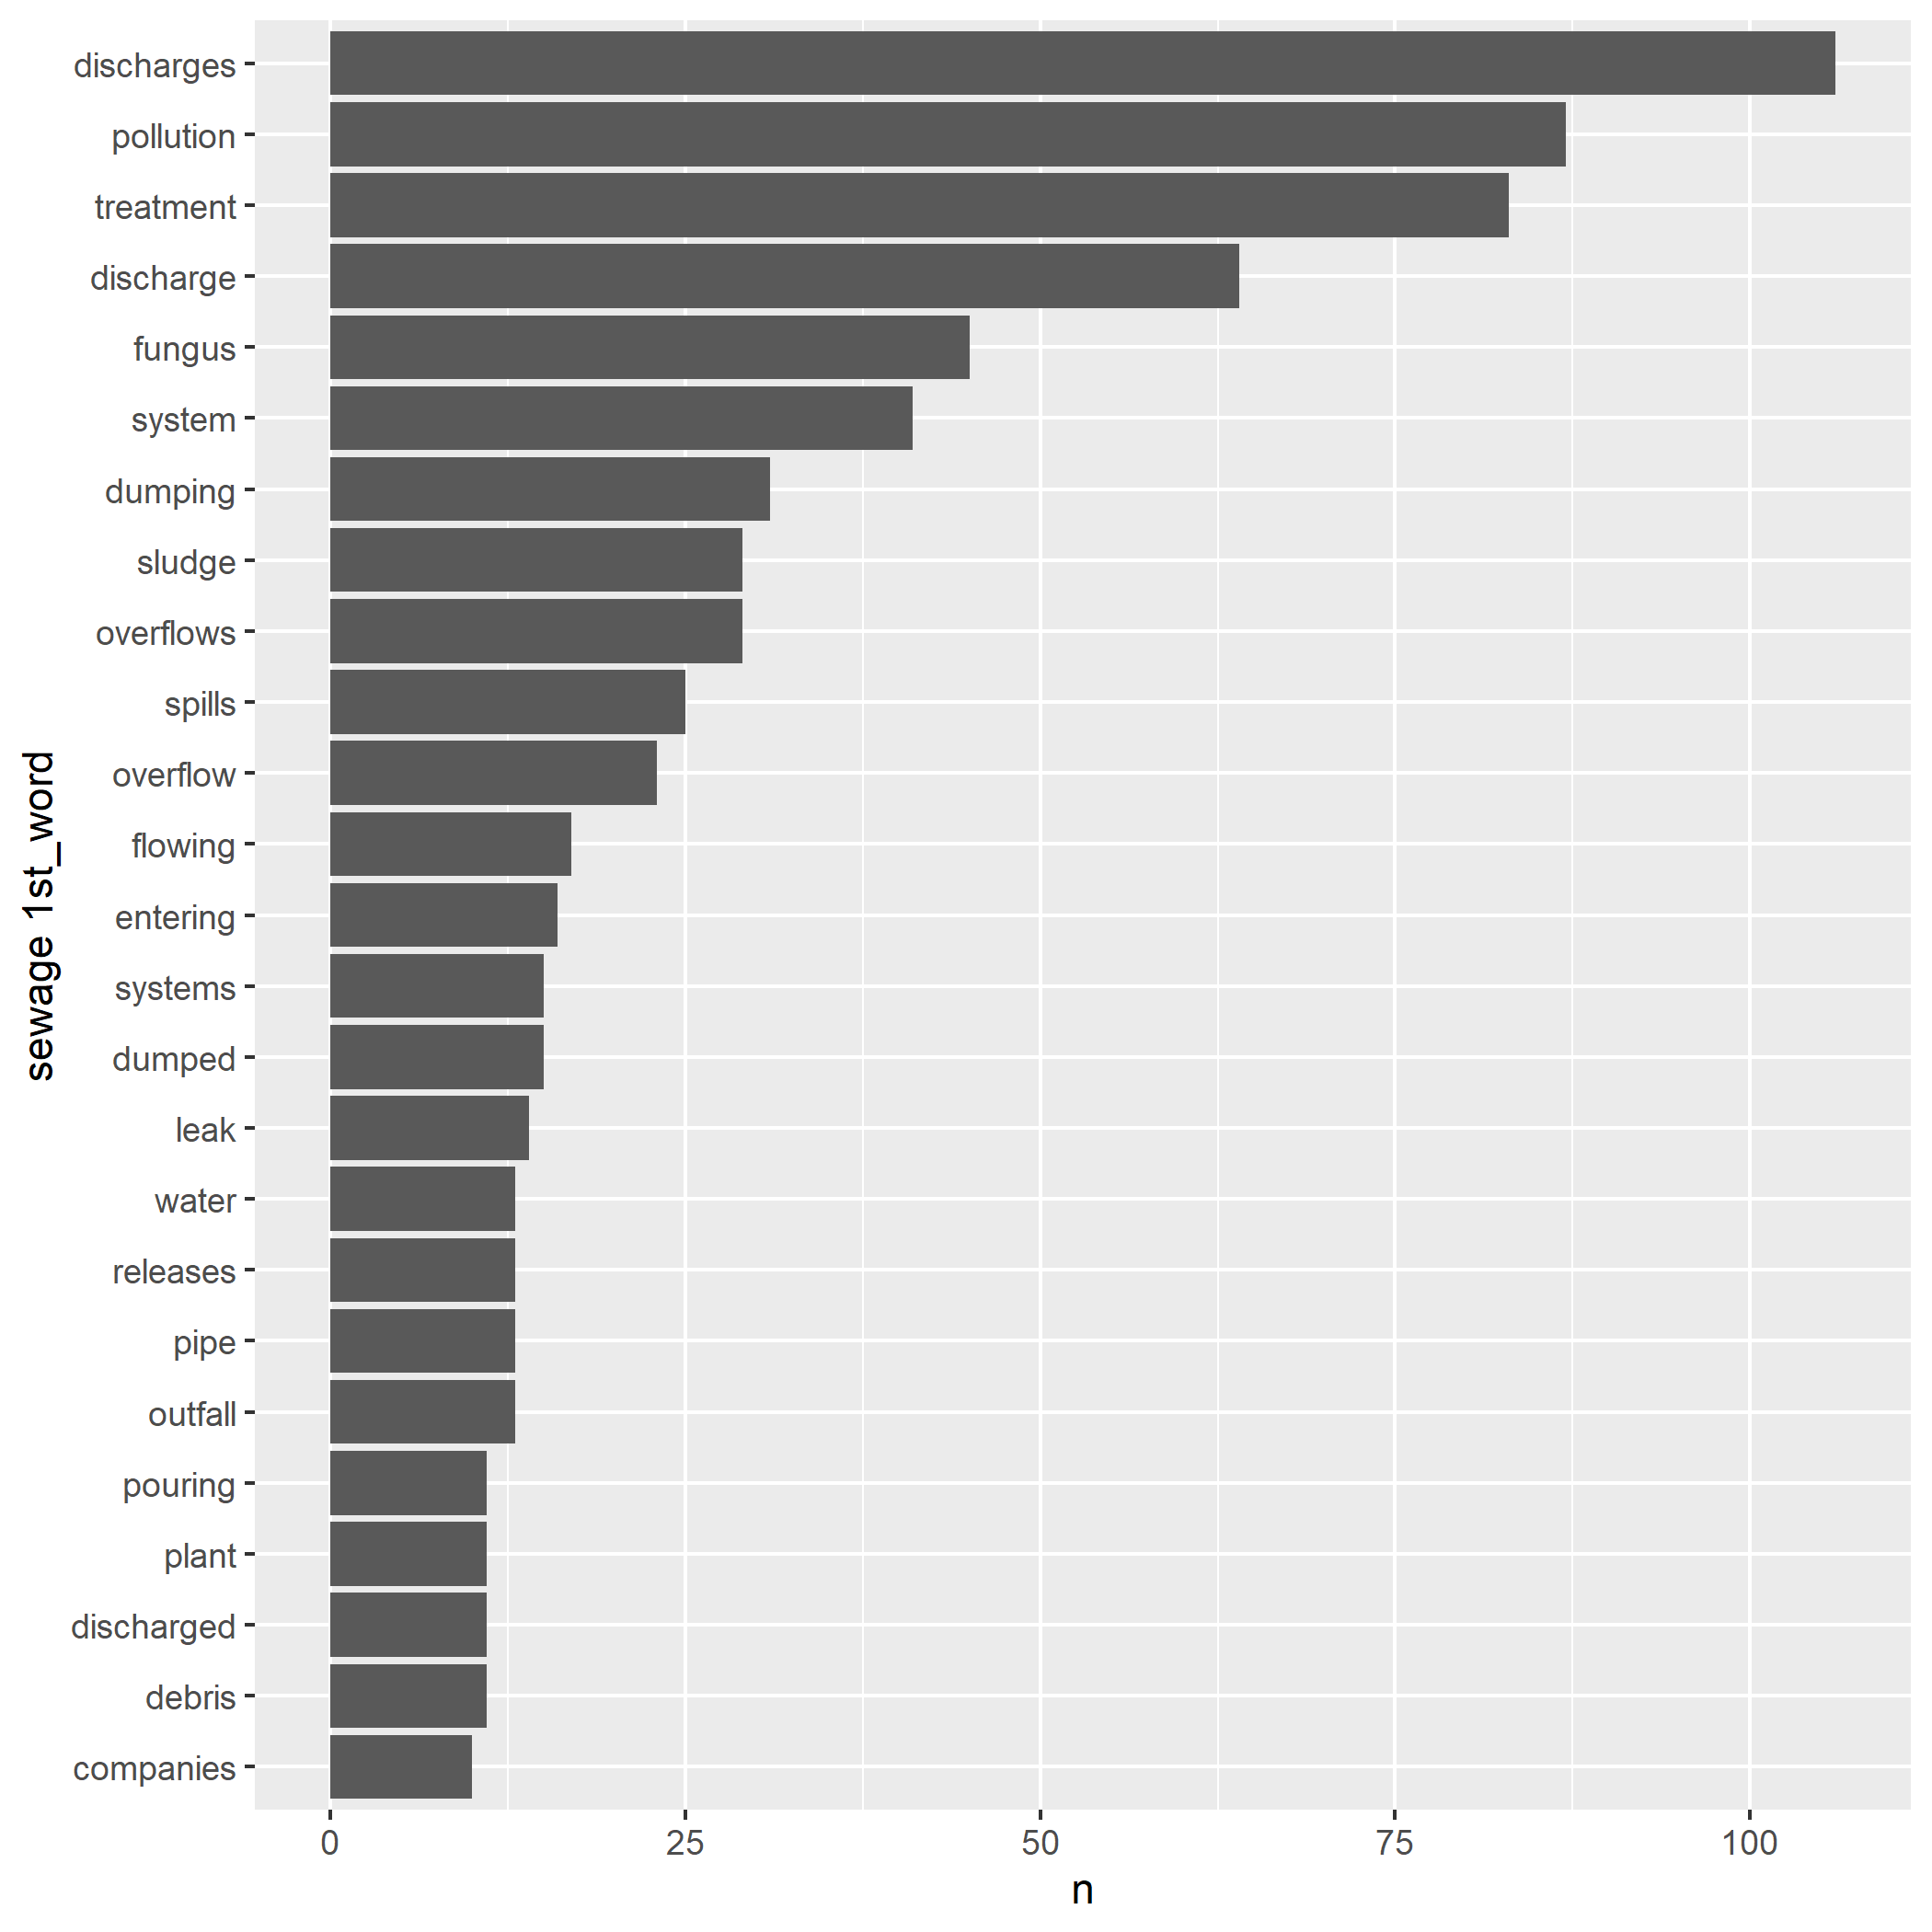 discharges
pollution
treatment
discharge
fungus
system
dumping
sludge
overflows
spills
overflow
flowing
entering
systems
dumped
leak
water
releases
pipe
outfall
pouring
plant
discharged
debris
companies
sewage 1st_word
0 25 50 75 100
n